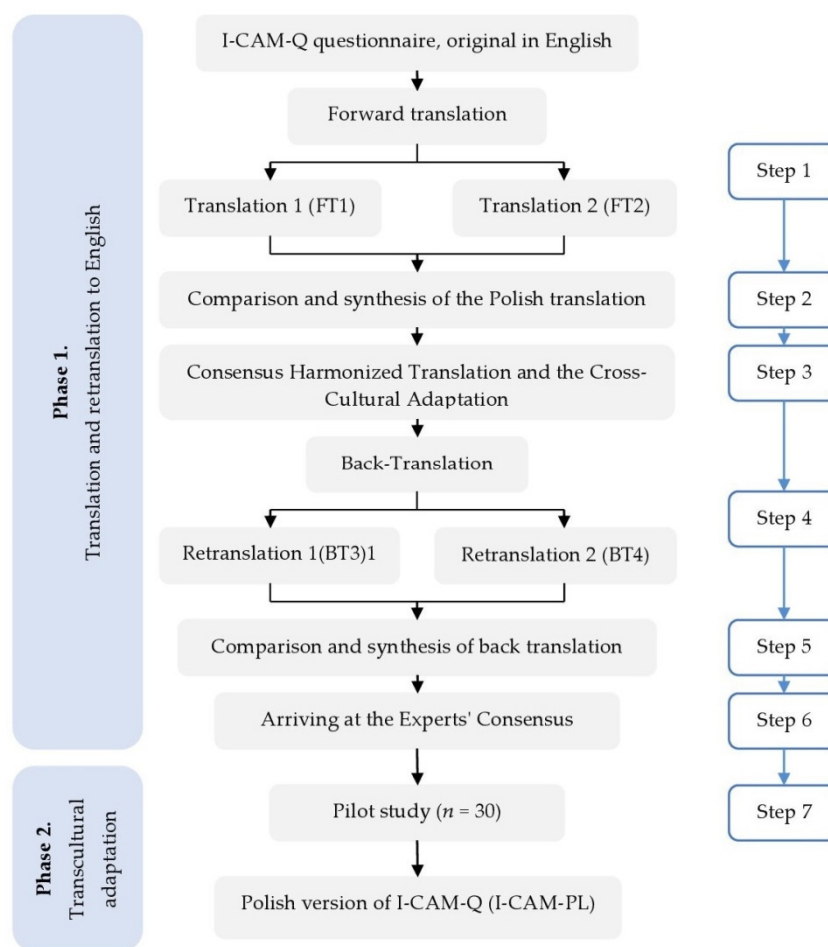 Phase 1.
Translation and retranslation to English
I-CAM-Q questionnaire, original in English
Forward translation
Translation 1 (FT1)
Translation 2 (FT2)
Step 1
Comparison and synthesis of the Polish translation
Step 2
Consensus Harmonized Translation and the Cross-
Cultural Adaptation
Step 3
Back-Translation
Retranslation 1(BT3)1
Retranslation 2 (BT4)
Step 4
Comparison and synthesis of back translation
Step 5
Arriving at the Experts' Consensus
Step 6
Phase 2.
Transcultural
adaptation
Pilot study (n = 30)
Step 7
Polish version of I-CAM-Q (I-CAM-PL)